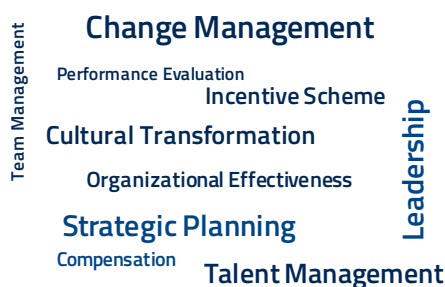 Change Management
Team Management
Performance Evaluation
Incentive Scheme
Leadership
Cultural Transformation
Organizational Effectiveness
Strategic Planning
Compensation
Talent Management